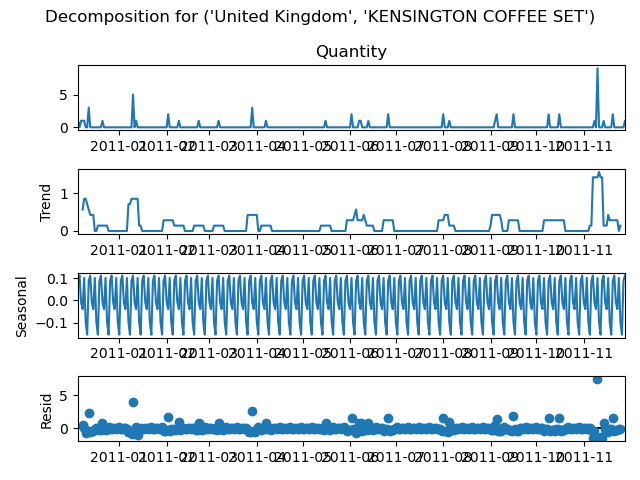 Decomposition for ('United Kingdom', 'KENSINGTON COFFEE SET')
Quantity
5
0
2011-01 2011-02 2011-03 2011-04 2011-05 2011-06 2011-07 2011-08 2011-09 2011-10 2011-11
Trend
1
0
2011-01 2011-02 2011-03 2011-04 2011-05 2011-06 2011-07 2011-08 2011-09 2011-10 2011-11
Seasonal
0.1
0.0
−0.1
2011-01 2011-02 2011-03 2011-04 2011-05 2011-06 2011-07 2011-08 2011-09 2011-10 2011-11
Resid
5
0
2011-01 2011-02 2011-03 2011-04 2011-05 2011-06 2011-07 2011-08 2011-09 2011-10 2011-11